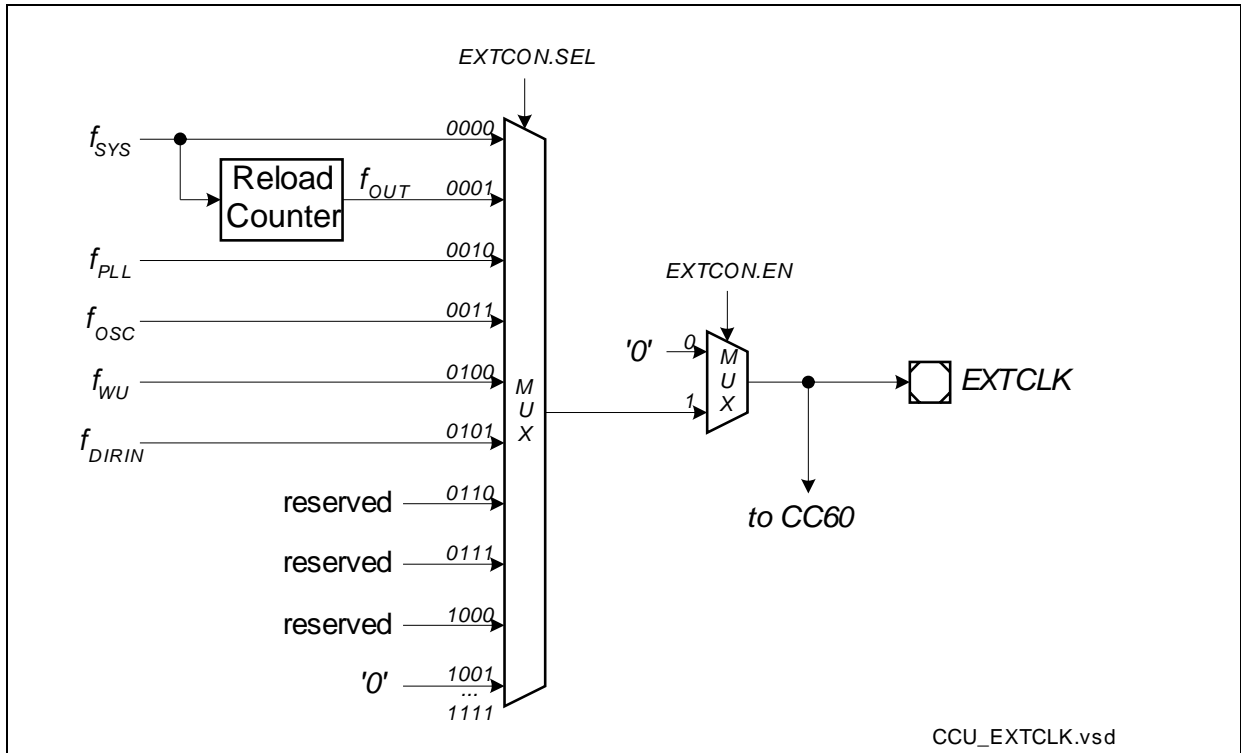 EXTCON.SEL
fSYS
0000
Reload
Counter
fOUT
0001
fPLL
0010
EXTCON.EN
fOSC
0011
'0'
0
MUX
EXTCLK
fWU
0100
MUX
1
fDIRIN
0101
reserved
0110
to CC60
reserved
0111
reserved
1000
'0'
1001
...
1111
CCU_EXTCLK.vsd